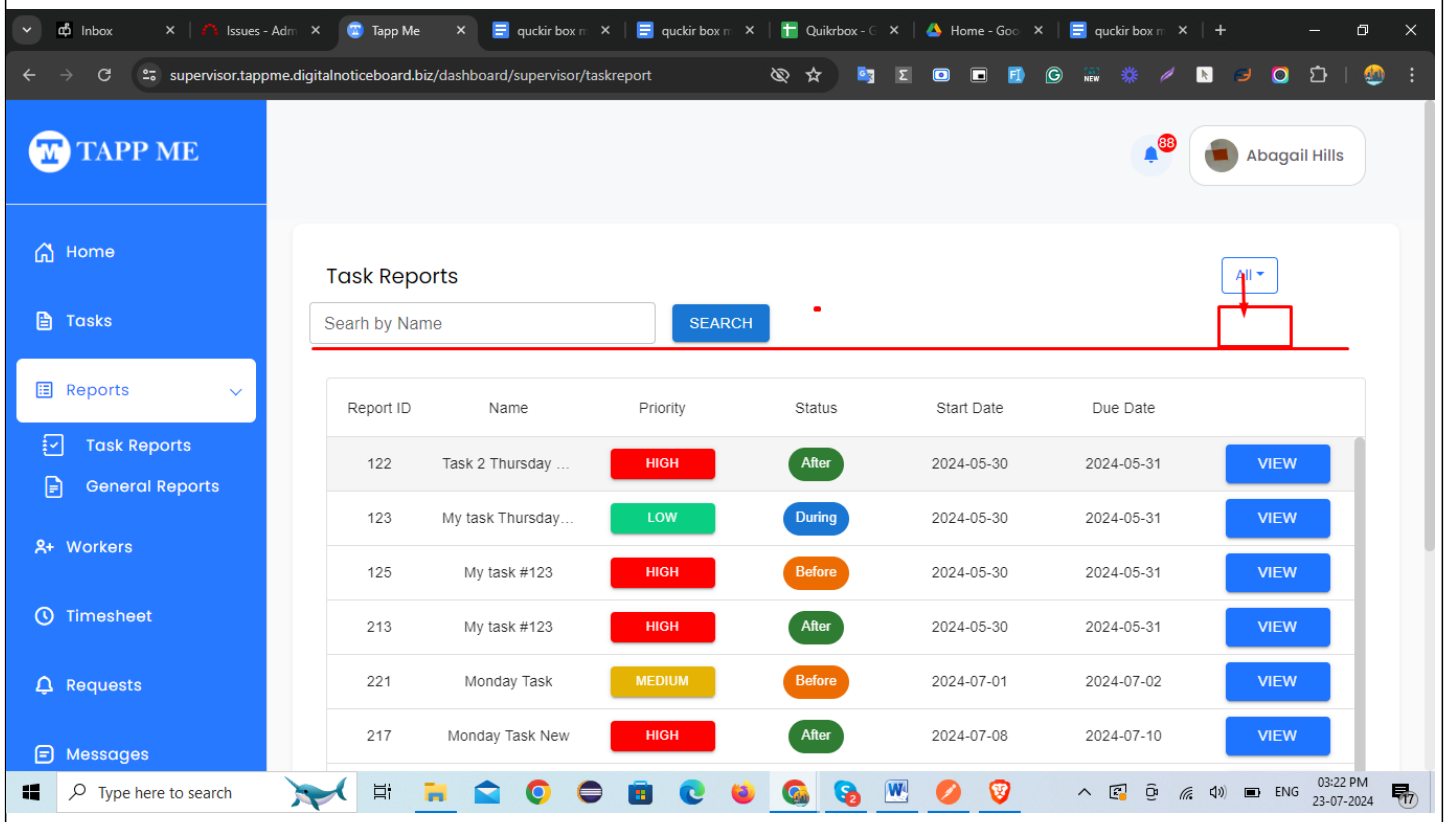 Inbox
Issues - Adm
Tapp Me
quckir box m
quckir box m
Quikrbox - G
Home - Goo
quckir box m
supervisor.tappme.digitalnoticeboard.biz/dashboard/supervisor/taskreport
NEW
TAPP ME
88
Abagail Hills
Home
Tasks
Reports
Task Reports
General Reports
Workers
Timesheet
Requests
Messages
Task Reports
All
Searh by Name
SEARCH
Report ID Name Priority Status Start Date Due Date
122 Task 2 Thursday ... HIGH After 2024-05-30 2024-05-31 VIEW
123 My task Thursday... LOW During 2024-05-30 2024-05-31 VIEW
125 My task #123 HIGH Before 2024-05-30 2024-05-31 VIEW
213 My task #123 HIGH After 2024-05-30 2024-05-31 VIEW
221 Monday Task MEDIUM Before 2024-07-01 2024-07-02 VIEW
217 Monday Task New HIGH After 2024-07-08 2024-07-10 VIEW
Type here to search
2
ENG
03:22 PM
23-07-2024
17